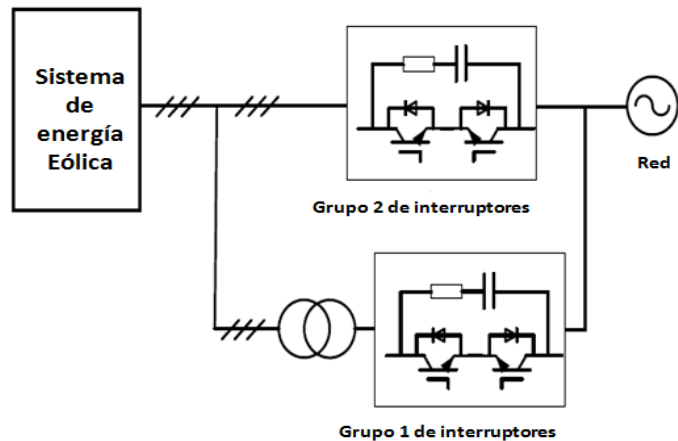 Sistema
de
energía
Eólica
Grupo 2 de interruptores
Red
Grupo 1 de interruptores